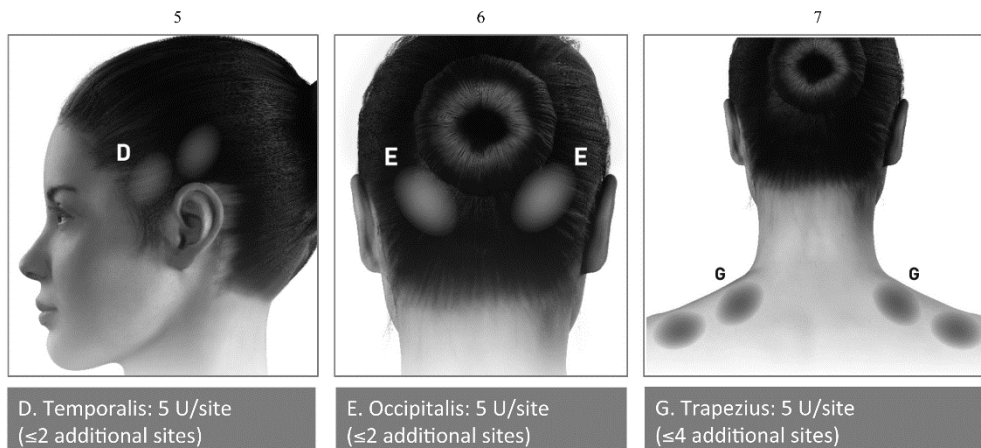 5
6
7
D
E
E
G
G
D. Temporalis: 5 U/site
(≤2 additional sites)
E. Occipitalis: 5 U/site
(≤2 additional sites)
G. Trapezius: 5 U/site
(≤4 additional sites)